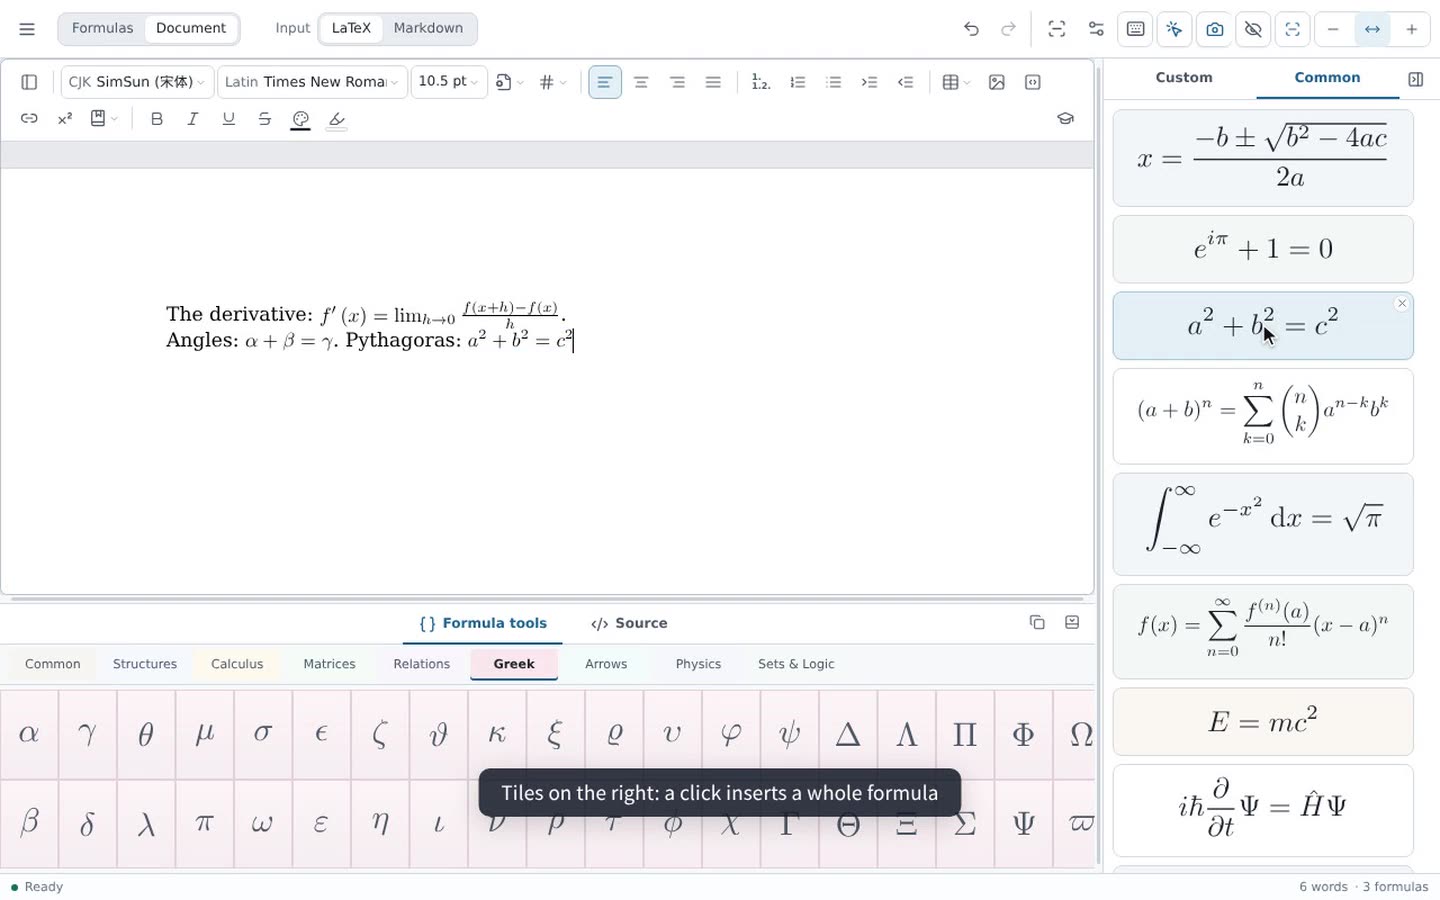 Formulas Document Input LaTeX Markdown
CJK SimSun (宋体) Latin Times New Roma 10.5 pt
Custom Common
x = (−b ± √(b² − 4ac)) / 2a
e^{iπ} + 1 = 0
a² + b² = c²
(a + b)ⁿ = ∑_{k=0}^{n} (n k) a^{n−k}b^k
∫_{−∞}^{∞} e^{−x²} dx = √π
f(x) = ∑_{n=0}^{∞} f^{(n)}(a)/n! (x − a)ⁿ
E = mc²
iħ ∂/∂t Ψ = ĤΨ
The derivative: f′(x) = lim_{h→0} (f(x+h)−f(x))/h.
Angles: α + β = γ. Pythagoras: a² + b² = c²
{} Formula tools </> Source
Common Structures Calculus Matrices Relations Greek Arrows Physics Sets & Logic
α γ θ μ σ ϵ ζ ϑ κ ξ ϱ υ φ ψ Δ Λ Π Φ Ω
Tiles on the right: a click inserts a whole formula
β δ λ π ω ε η ι ν ρ τ ϕ χ Γ Θ Ξ Σ Ψ ϖ
Ready 6 words · 3 formulas